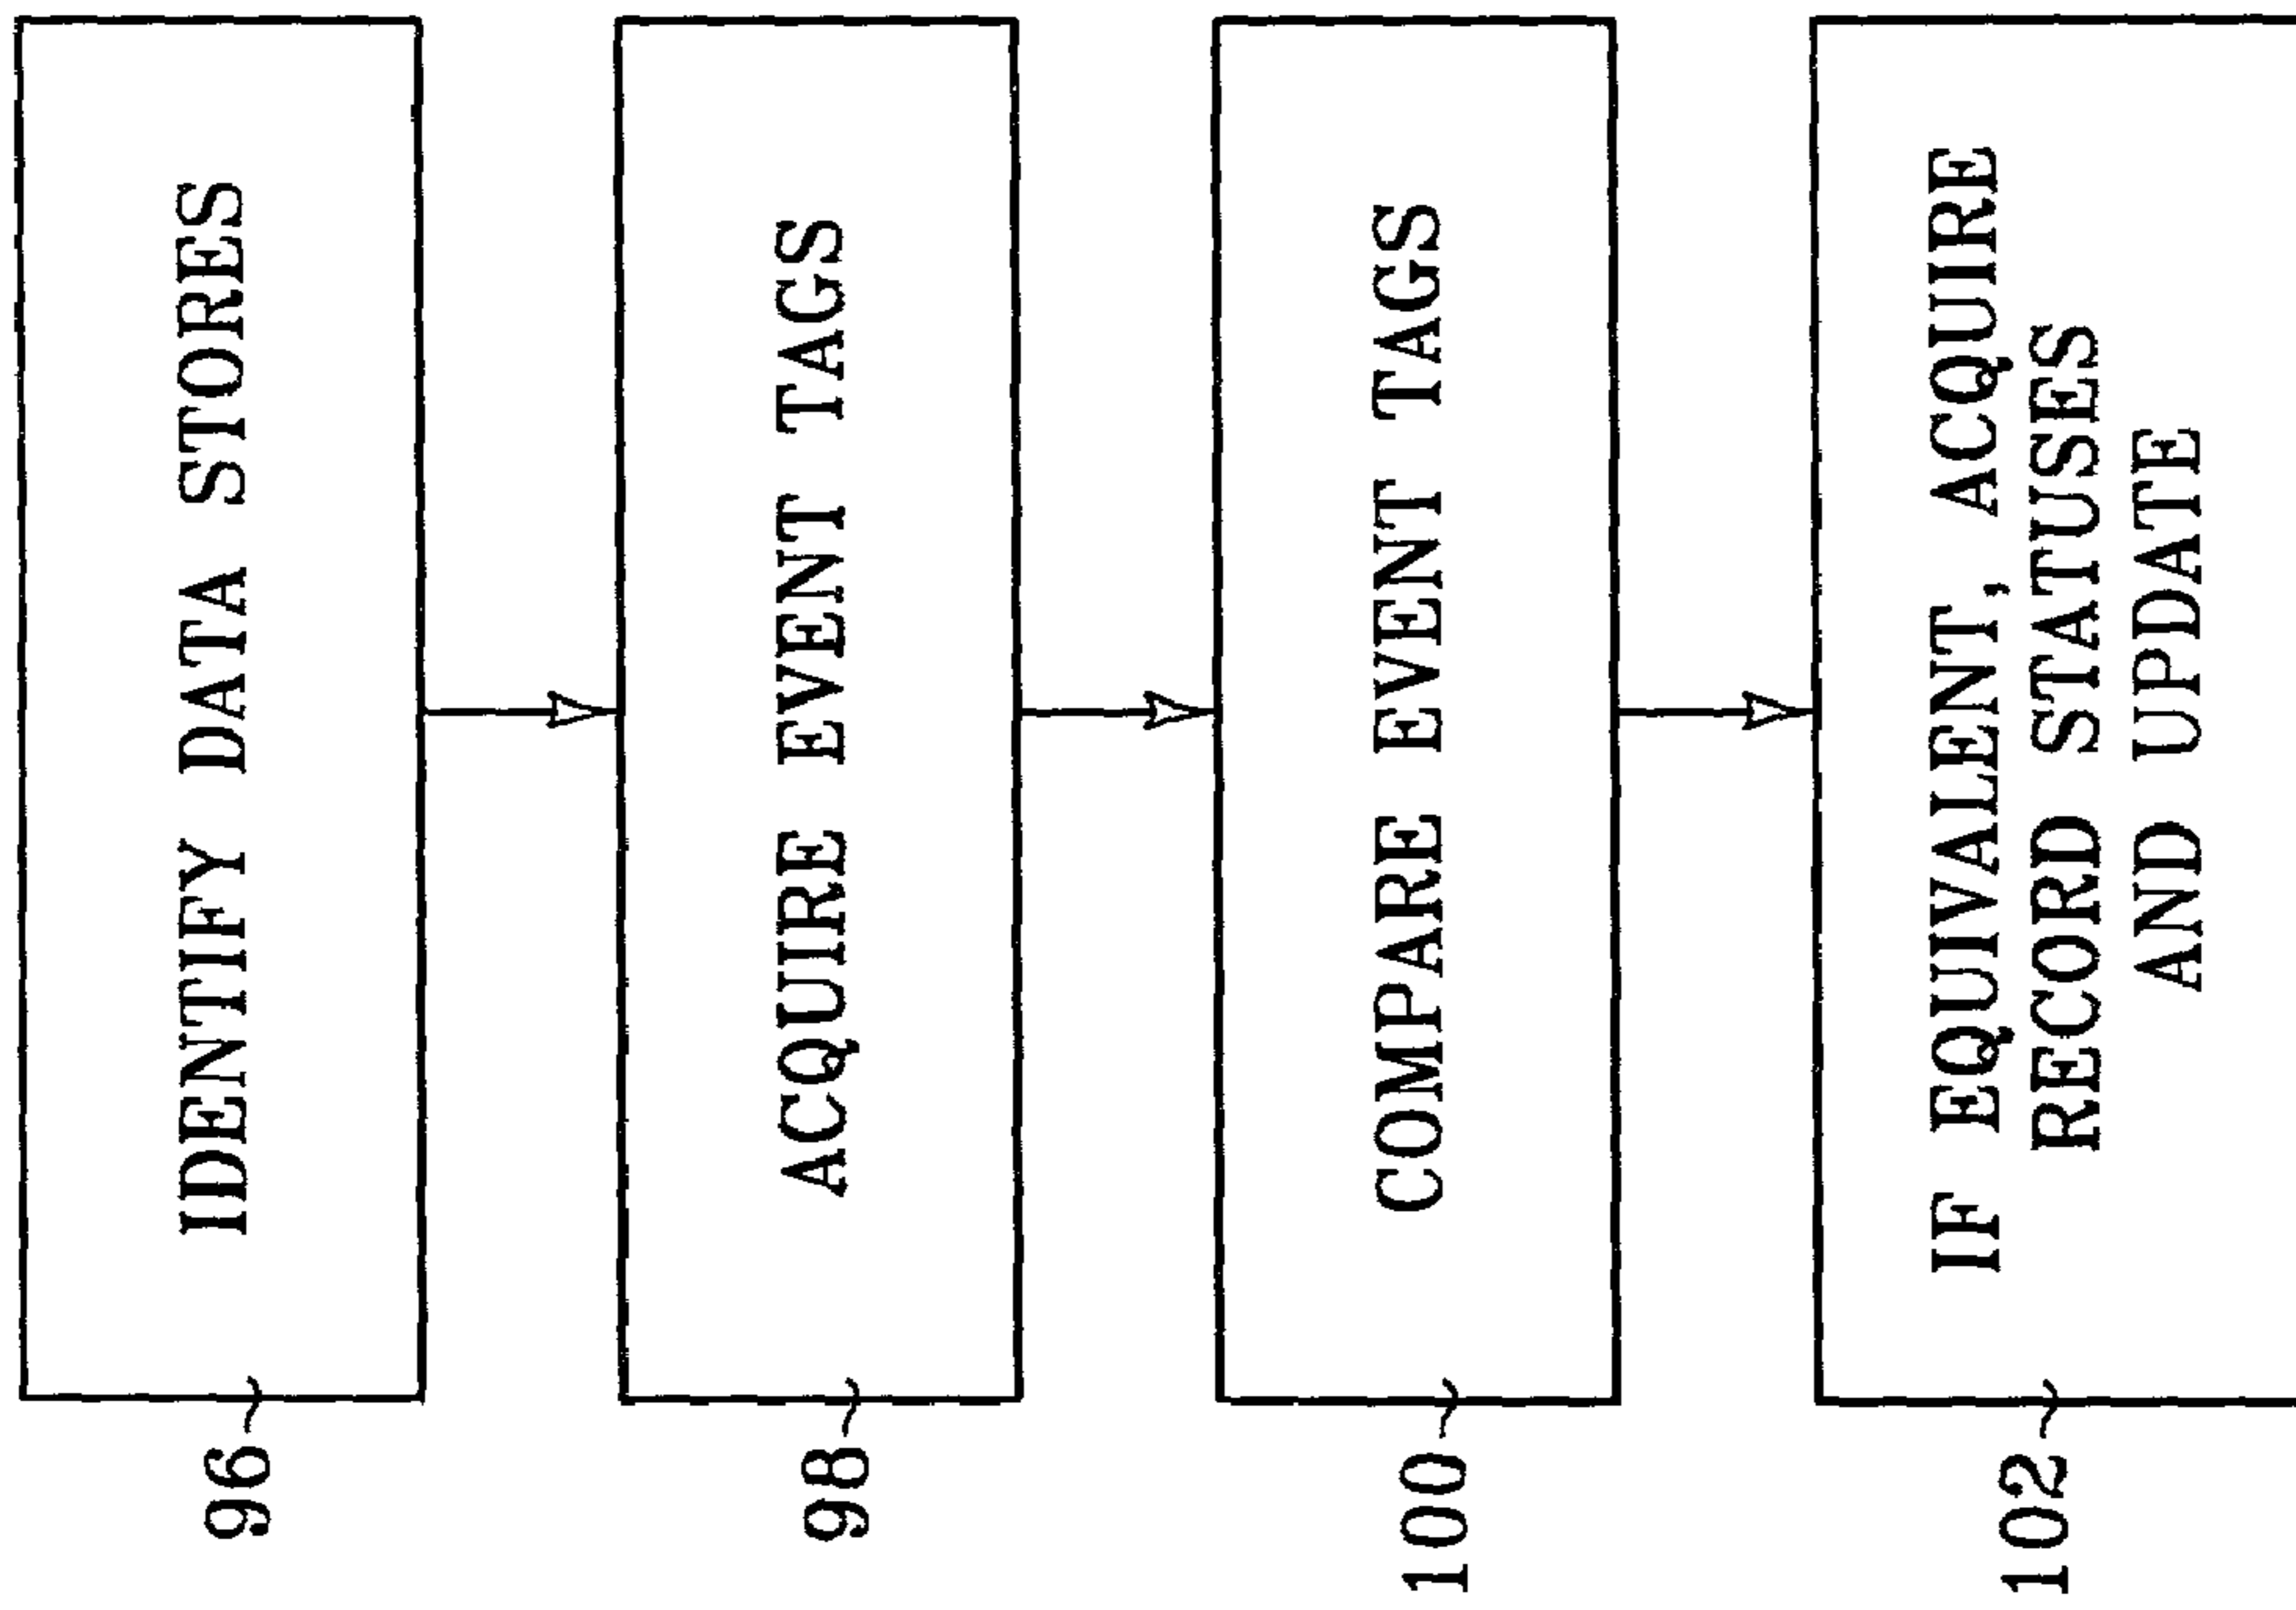 96
IDENTIFY DATA STORES
98
ACQUIRE EVENT TAGS
100
COMPARE EVENT TAGS
102
IF EQUIVALENT, ACQUIRE
RECORD STATUSES
AND UPDATE